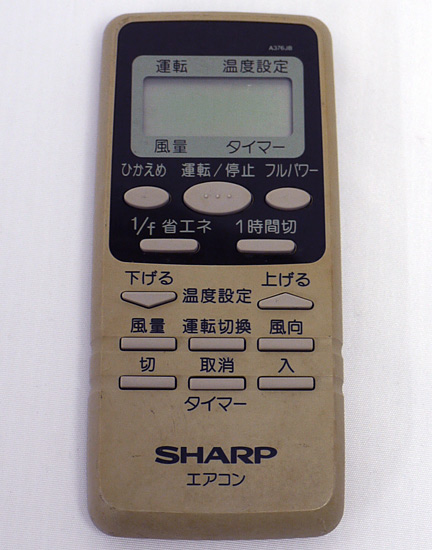 A376JB
運転 温度設定
風量 タイマー
ひかえめ 運転/停止 フルパワー
1/f 省エネ 1時間切
下げる 上げる
温度設定
風量 運転切換 風向
切 取消 入
タイマー
SHARP
エアコン